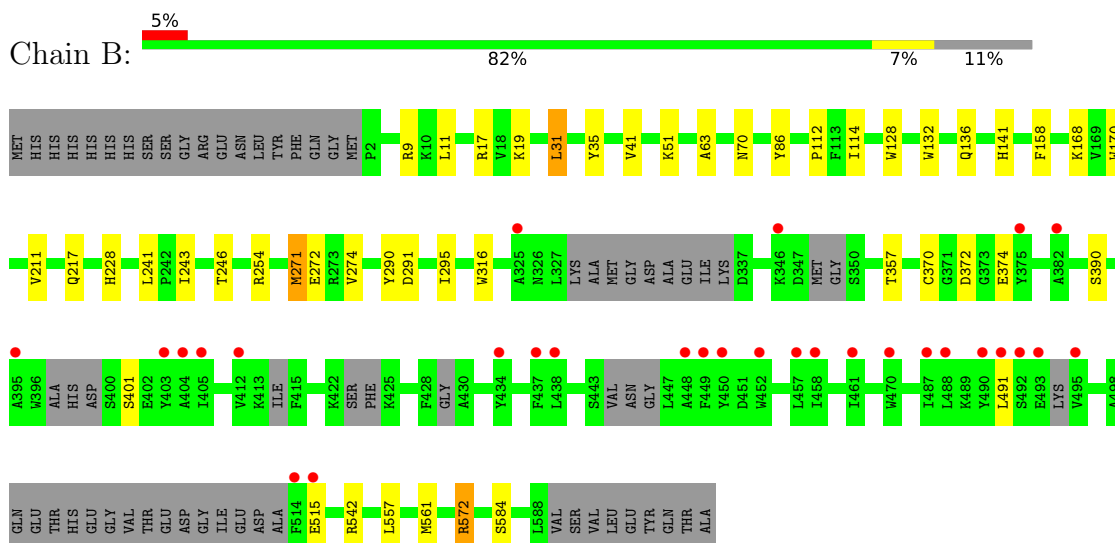 5%
Chain B:
82% 7% 11%
MET HIS HIS HIS HIS HIS HIS SER SER GLY ARG GLU ASN LEU TYR PHE GLN GLY MET P2 R9 K10 L11 R17 V18 K19 L31 Y35 V41 K51 A63 N70 Y86 P112 F113 I114 W128 W132 Q136 H141 F158 K168 V169 W170
V211 Q217 H228 L241 P242 I243 T246 R254 M271 E272 R273 V274 Y290 D291 I295 W316 A325 N326 L327 LYS ALA MET GLY ASP ALA GLU ILE LYS D337 K346 D347 MET GLY S350 T357 C370 G371 D372 G373 E374 Y375 A382 S390
A395 W396 ALA HIS ASP S400 S401 E402 Y403 A404 I405 V412 K413 ILE F415 K422 SER PHE K425 F428 GLY A430 Y434 F437 L438 S443 VAL ASN GLY L447 A448 F449 Y450 D451 W452 L457 I458 I461 W470 I487 L488 K489 Y490 L491 S492 E493 LYS V495 A498
GLN GLU THR HIS GLU GLY VAL THR GLU ASP GLY ILE GLU ASP ALA F514 E515 R542 L557 M561 R572 S584 L588 VAL SER VAL LEU GLU TYR GLN THR ALA